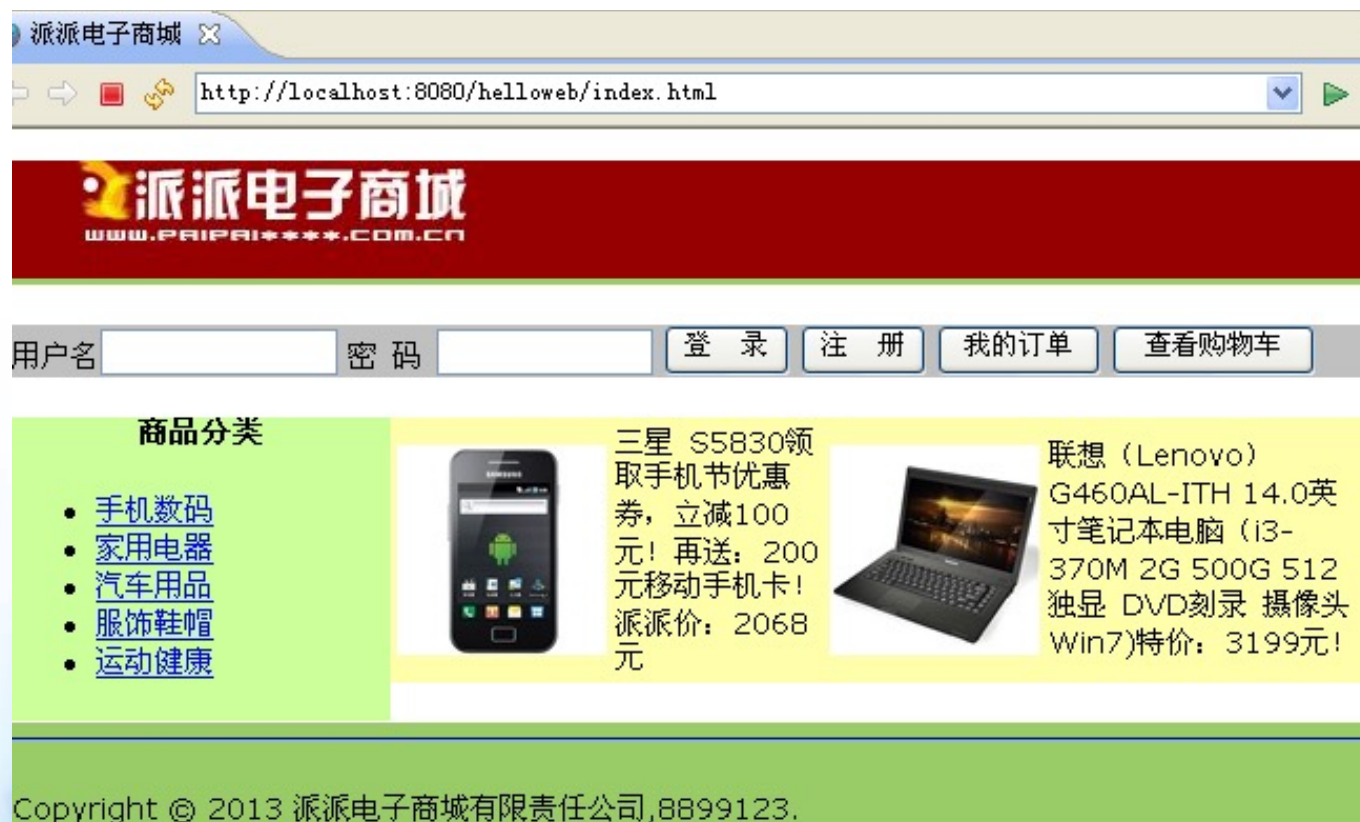 派派电子商城
http://localhost:8080/helloweb/index.html
派派电子商城
WWW.PAIPAI****.COM.CN
用户名 密 码 登 录 注 册 我的订单 查看购物车
商品分类
手机数码
家用电器
汽车用品
服饰鞋帽
运动健康
SAMSUNG
三星 S5830领
取手机节优惠
券，立减100
元！再送：200
元移动手机卡！
派派价：2068
元
联想（Lenovo）
G460AL-ITH 14.0英
寸笔记本电脑（i3-
370M 2G 500G 512
独显 DVD刻录 摄像头
Win7)特价：3199元！
Copyright © 2013 派派电子商城有限责任公司,8899123.